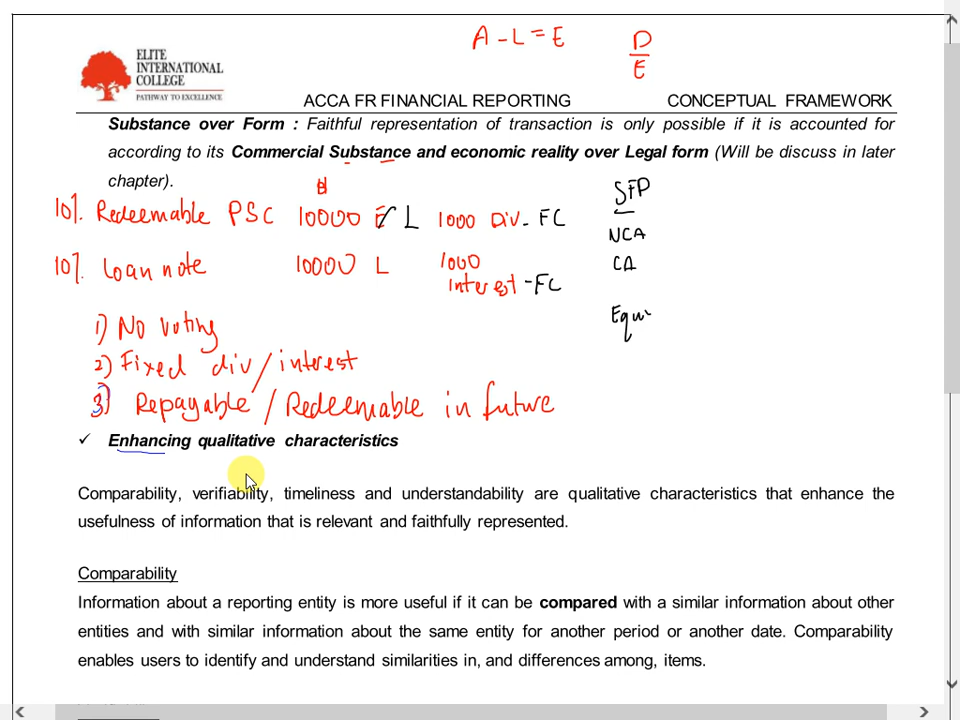 A - L = E
D
E
ELITE
INTERNATIONAL
COLLEGE
PATHWAY TO EXCELLENCE
ACCA FR FINANCIAL REPORTING CONCEPTUAL FRAMEWORK
Substance over Form : Faithful representation of transaction is only possible if it is accounted for
according to its Commercial Substance and economic reality over Legal form (Will be discuss in later
chapter).
SFP
10% Redeemable PSC 10000 E / L 1000 Div - FC
NCA
10% Loan note 10000 L 1000
Interest - FC
CA
Equi
1) No voting
2) Fixed div / interest
3) Repayable / Redeemable in future
✓ Enhancing qualitative characteristics
Comparability, verifiability, timeliness and understandability are qualitative characteristics that enhance the
usefulness of information that is relevant and faithfully represented.
Comparability
Information about a reporting entity is more useful if it can be compared with a similar information about other
entities and with similar information about the same entity for another period or another date. Comparability
enables users to identify and understand similarities in, and differences among, items.